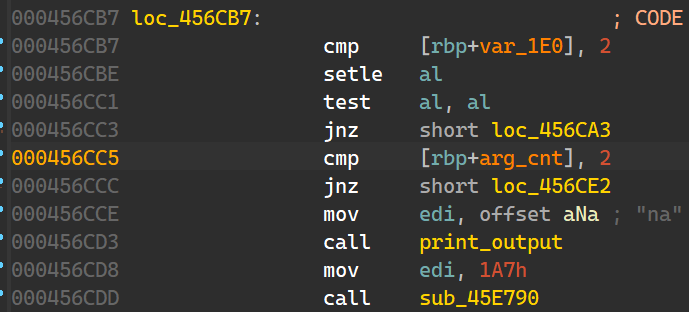 000456CB7 loc_456CB7: ; CODE
000456CB7 cmp [rbp+var_1E0], 2
000456CBE setle al
000456CC1 test al, al
000456CC3 jnz short loc_456CA3
000456CC5 cmp [rbp+arg_cnt], 2
000456CCC jnz short loc_456CE2
000456CCE mov edi, offset aNa ; "na"
000456CD3 call print_output
000456CD8 mov edi, 1A7h
000456CDD call sub_45E790